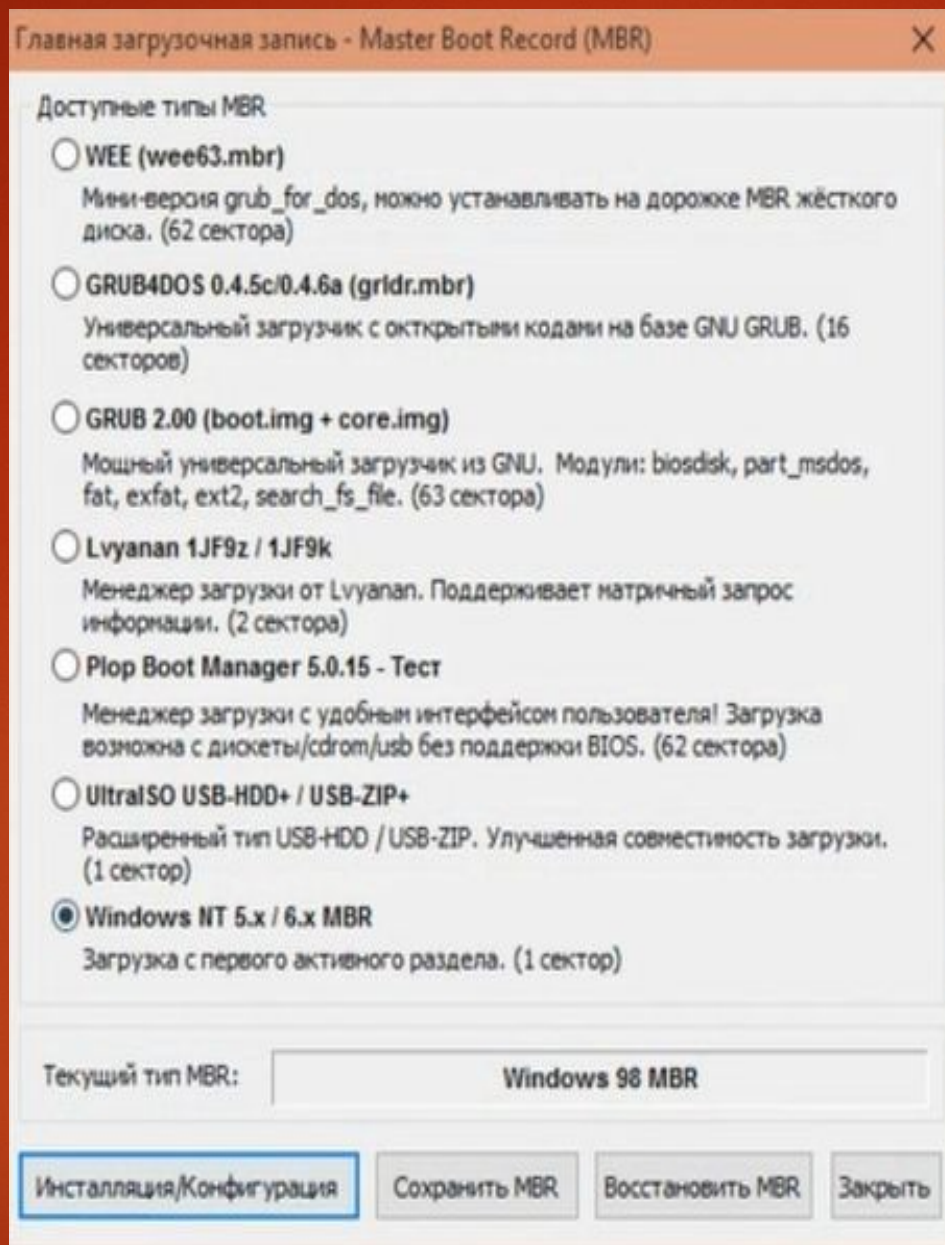 Главная загрузочная запись - Master Boot Record (MBR)
Доступные типы MBR
WEE (wee63.mbr)
Мини-версия grub_for_dos, можно устанавливать на дорожке MBR жёсткого
диска. (62 сектора)
GRUB4DOS 0.4.5c/0.4.6a (grldr.mbr)
Универсальный загрузчик с окткрытыми кодами на базе GNU GRUB. (16
секторов)
GRUB 2.00 (boot.img + core.img)
Мощный универсальный загрузчик из GNU. Модули: biosdisk, part_msdos,
fat, exfat, ext2, search_fs_file. (63 сектора)
Lvyanan 1JF9z / 1JF9k
Менеджер загрузки от Lvyanan. Поддерживает матричный запрос
информации. (2 сектора)
Plop Boot Manager 5.0.15 - Тест
Менеджер загрузки с удобным интерфейсом пользователя! Загрузка
возможна с дискеты/cdrom/usb без поддержки BIOS. (62 сектора)
UltraISO USB-HDD+ / USB-ZIP+
Расширенный тип USB-HDD / USB-ZIP. Улучшенная совместимость загрузки.
(1 сектор)
Windows NT 5.x / 6.x MBR
Загрузка с первого активного раздела. (1 сектор)
Текущий тип MBR: Windows 98 MBR
Инсталляция/Конфигурация Сохранить MBR Восстановить MBR Закрыть